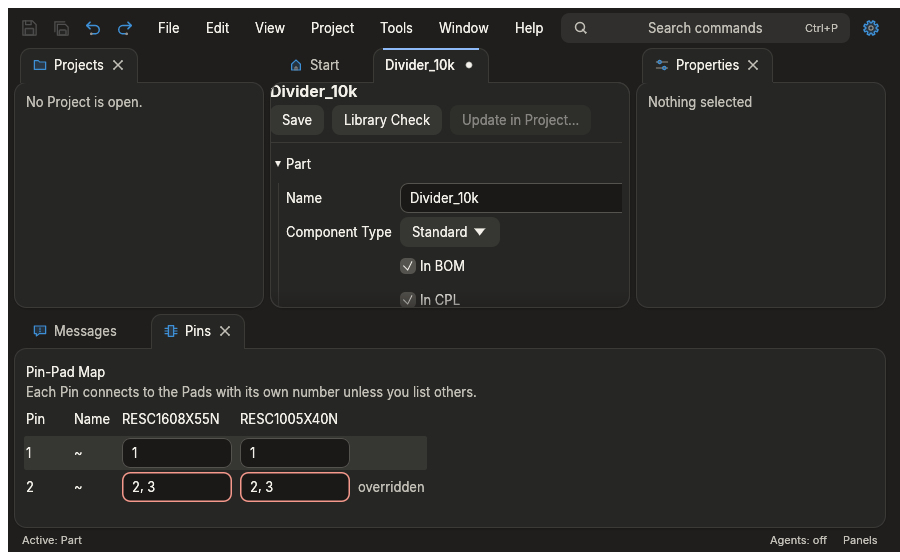 File Edit View Project Tools Window Help Search commands Ctrl+P
Projects Start Divider_10k Properties
No Project is open.
Divider_10k
Save Library Check Update in Project...
Part
Name Divider_10k
Component Type Standard
In BOM
In CPL
Nothing selected
Messages Pins
Pin-Pad Map
Each Pin connects to the Pads with its own number unless you list others.
Pin Name RESC1608X55N RESC1005X40N
1 ~ 1 1
2 ~ 2, 3 2, 3 overridden
Active: Part Agents: off Panels